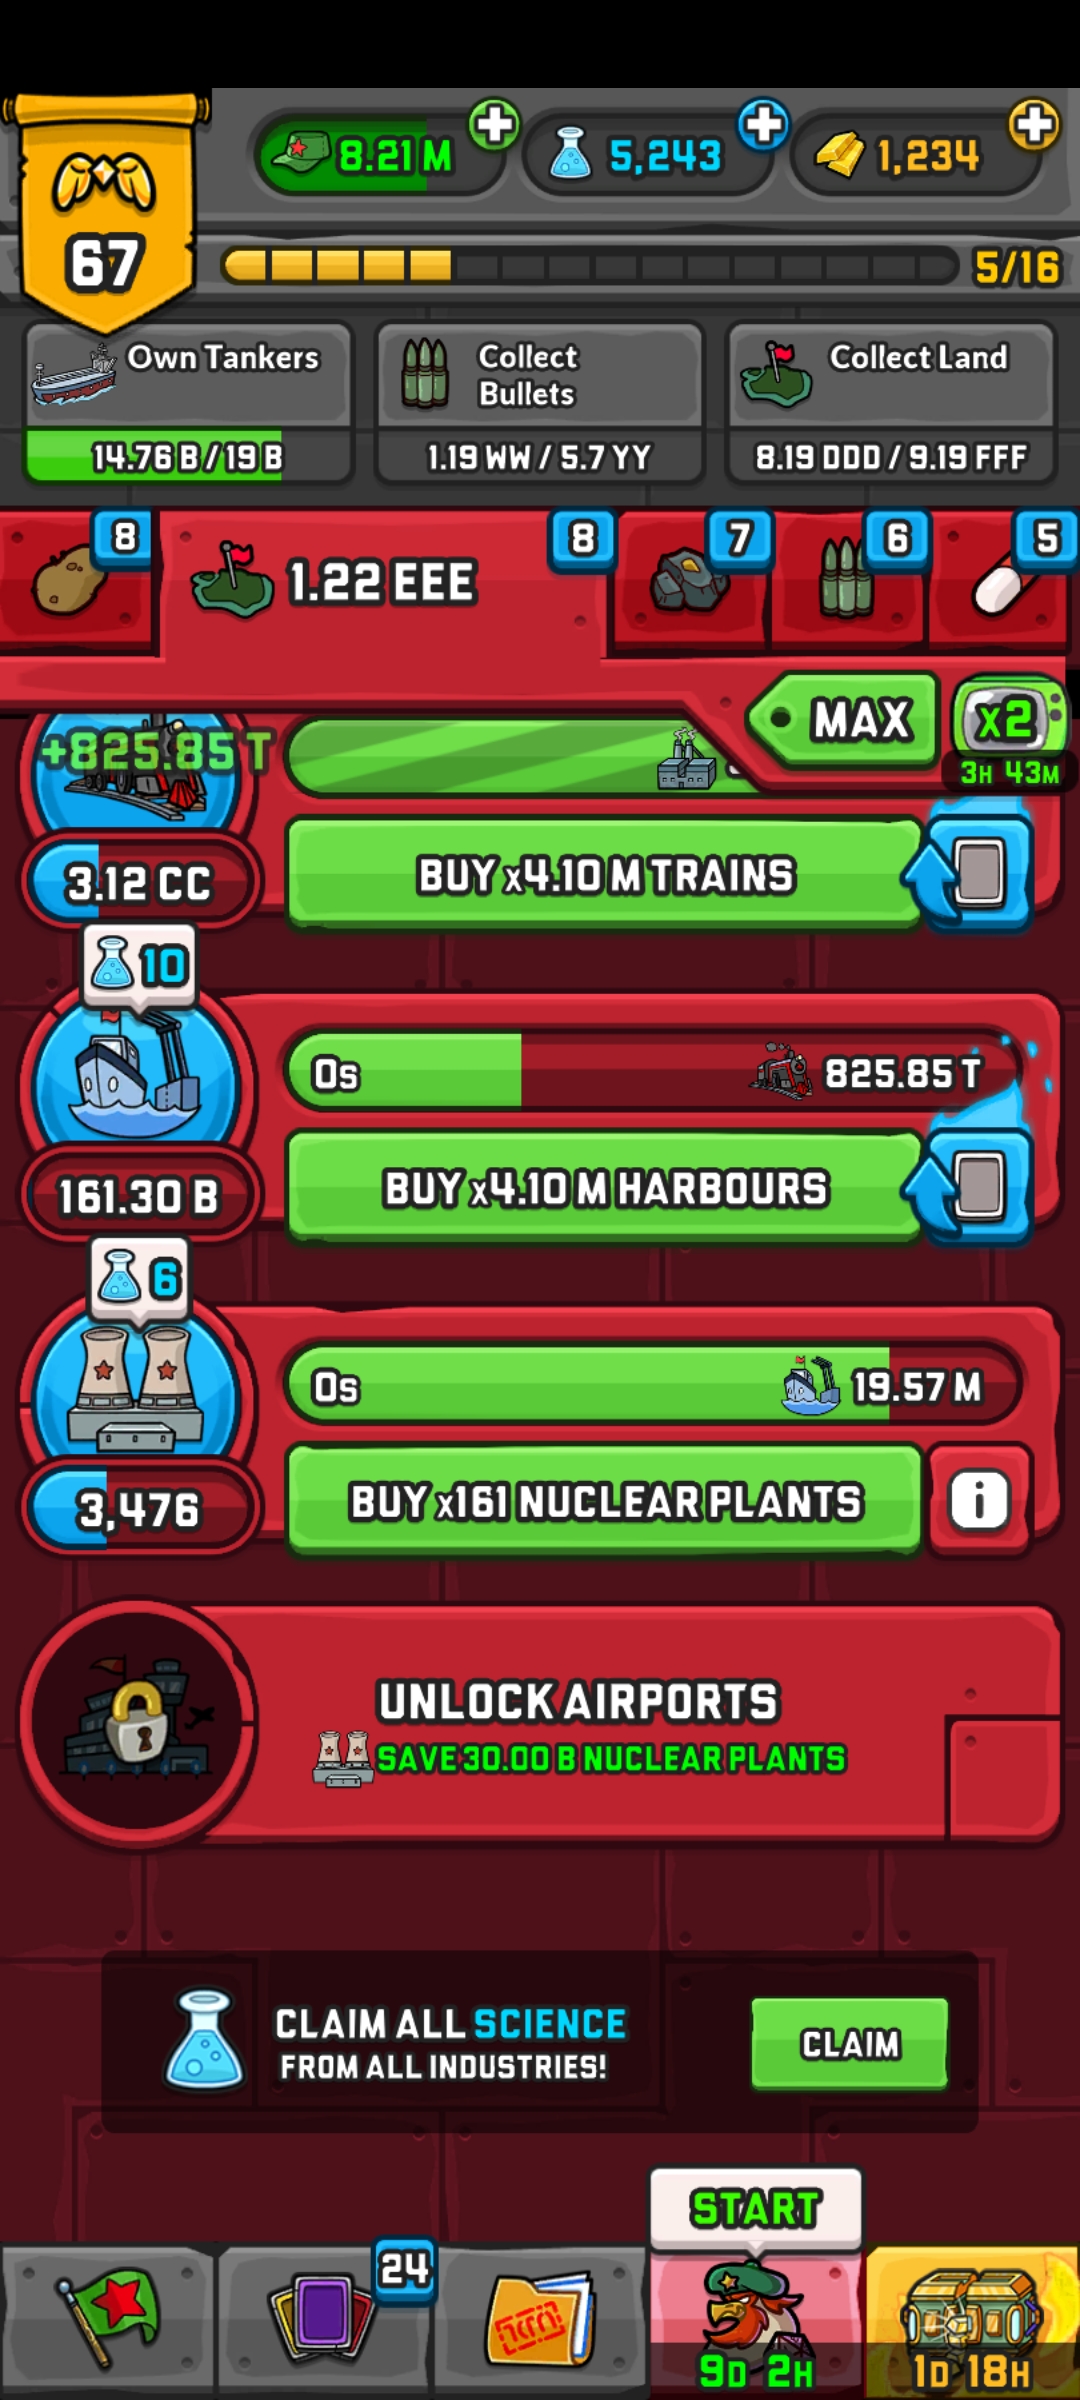 8.21 M
5,243
1,234
67
5/16
Own Tankers
14.76 B / 19 B
Collect
Bullets
1.19 WW / 5.7 YY
Collect Land
8.19 DDD / 9.19 FFF
8
1.22 EEE
8
7
6
5
MAX
x2
3H 43M
+825.85 T
3.12 CC
BUY x4.10 M TRAINS
10
0s
825.85 T
161.30 B
BUY x4.10 M HARBOURS
6
0s
19.57 M
3,476
BUY x161 NUCLEAR PLANTS
i
UNLOCK AIRPORTS
SAVE 30.00 B NUCLEAR PLANTS
CLAIM ALL SCIENCE
FROM ALL INDUSTRIES!
CLAIM
START
24
9D 2H
1D 18H